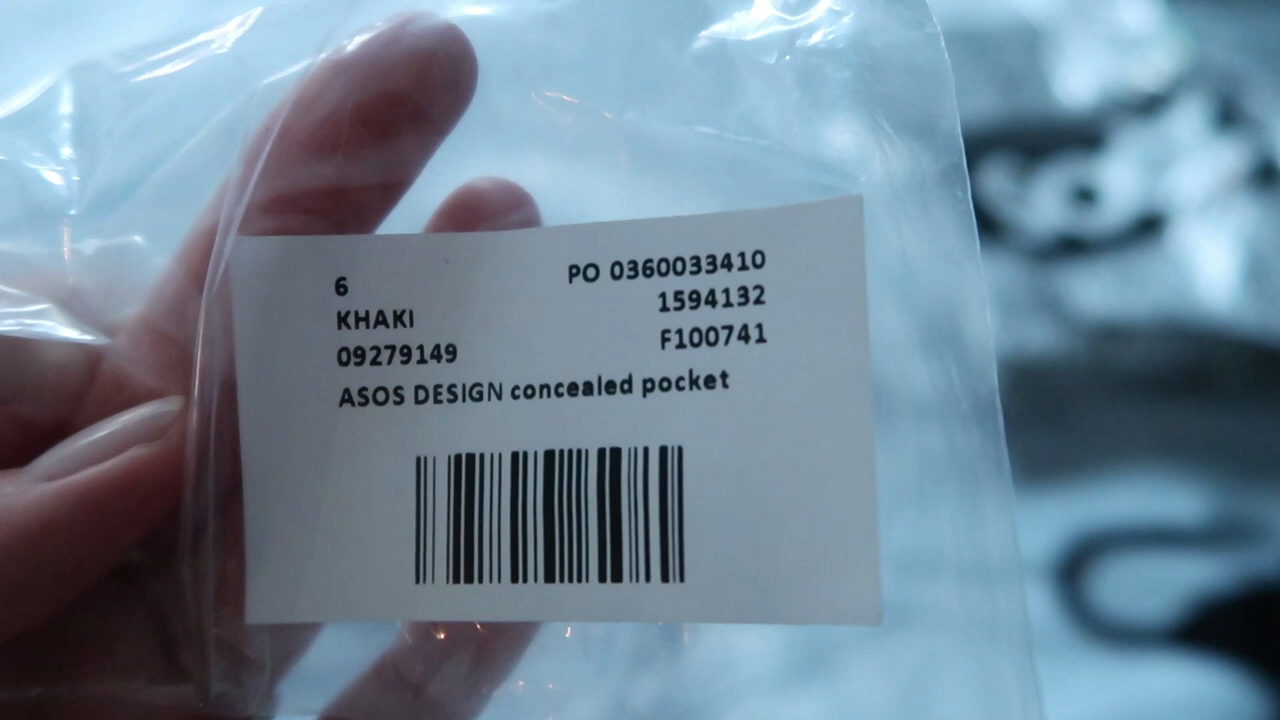 6 PO 0360033410
KHAKI 1594132
09279149 F100741
ASOS DESIGN concealed pocket